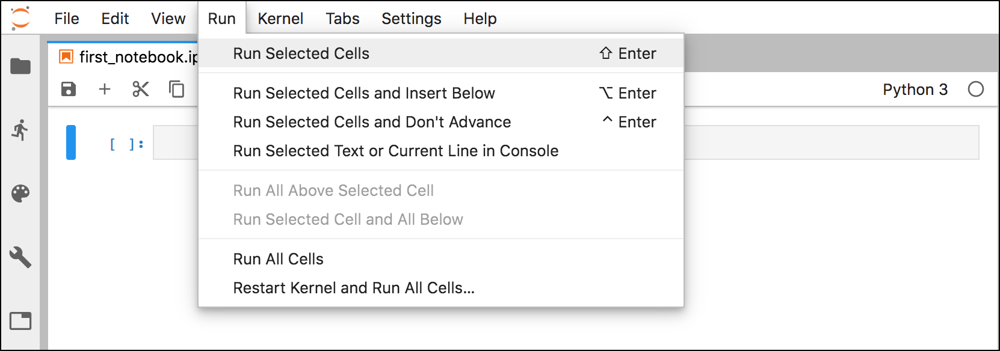 File Edit View Run Kernel Tabs Settings Help
first_notebook.ip
Python 3
[ ]:
Run Selected Cells ⇧ Enter
Run Selected Cells and Insert Below ⌥ Enter
Run Selected Cells and Don't Advance ^ Enter
Run Selected Text or Current Line in Console
Run All Above Selected Cell
Run Selected Cell and All Below
Run All Cells
Restart Kernel and Run All Cells...